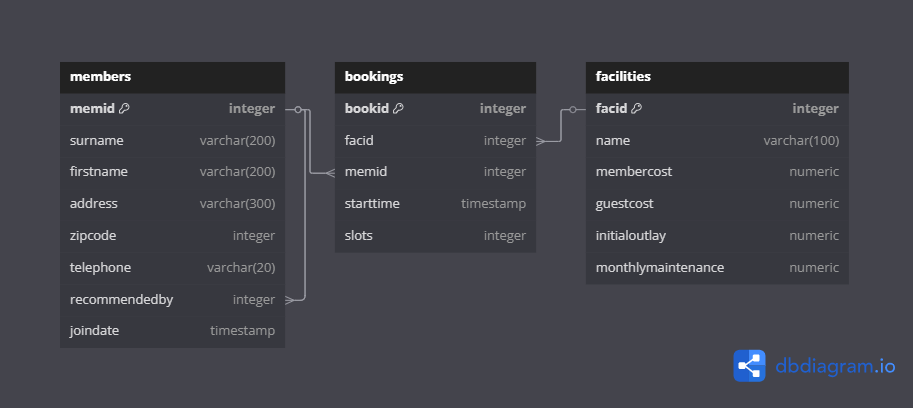 members
memid integer
surname varchar(200)
firstname varchar(200)
address varchar(300)
zipcode integer
telephone varchar(20)
recommendedby integer
joindate timestamp
bookings
bookid integer
facid integer
memid integer
starttime timestamp
slots integer
facilities
facid integer
name varchar(100)
membercost numeric
guestcost numeric
initialoutlay numeric
monthlymaintenance numeric
dbdiagram.io